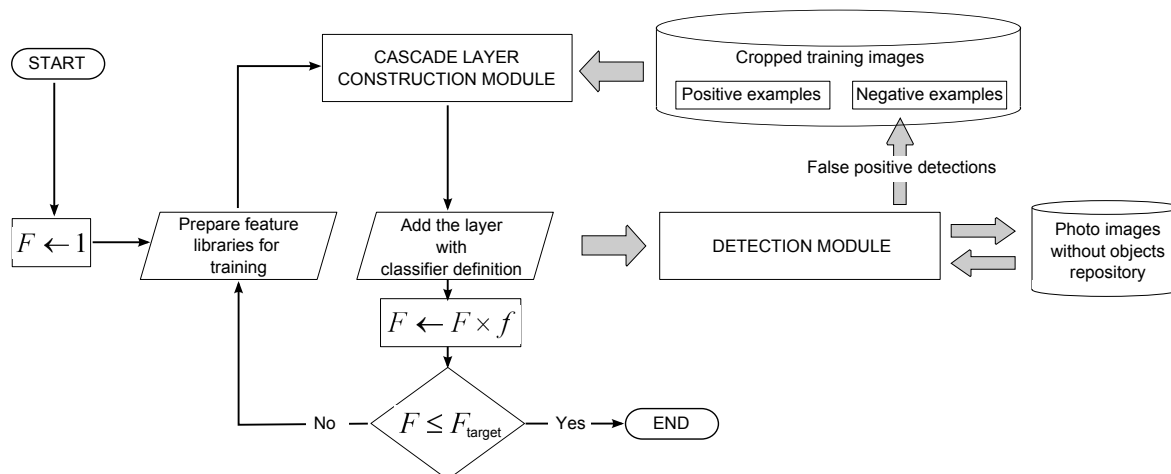 START
CASCADE LAYER
CONSTRUCTION MODULE
Cropped training images
Positive examples
Negative examples
False positive detections
F ← 1
Prepare feature
libraries for
training
Add the layer
with
classifier definition
DETECTION MODULE
Photo images
without objects
repository
F ← F × f
F ≤ F_target
No
Yes
END